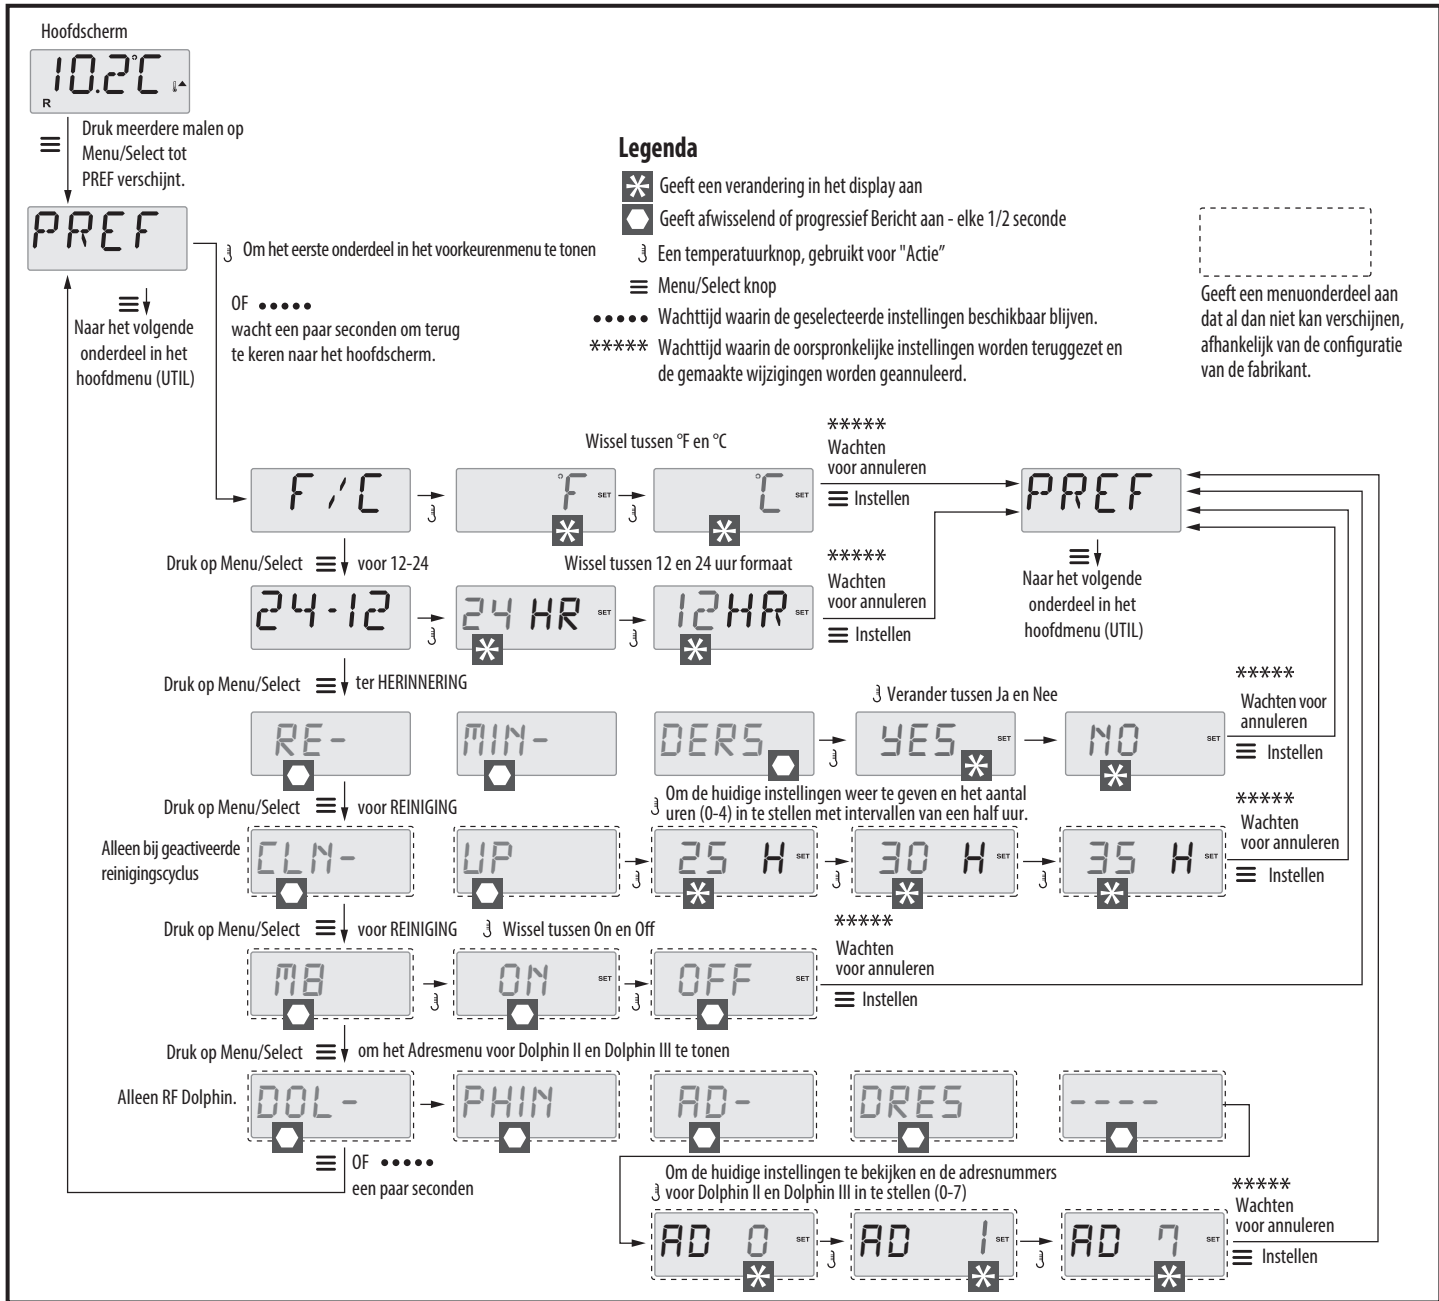 Hoofdscherm
10.2°C
R
Druk meerdere malen op
Menu/Select tot
PREF verschijnt.
PREF
Om het eerste onderdeel in het voorkeurenmenu te tonen
OF •••••
wacht een paar seconden om terug
te keren naar het hoofdscherm.
Naar het volgende
onderdeel in het
hoofdmenu (UTIL)
Legenda
Geeft een verandering in het display aan
Geeft afwisselend of progressief Bericht aan - elke 1/2 seconde
Een temperatuurknop, gebruikt voor "Actie”
Menu/Select knop
••••• Wachttijd waarin de geselecteerde instellingen beschikbaar blijven.
***** Wachttijd waarin de oorspronkelijke instellingen worden teruggezet en
de gemaakte wijzigingen worden geannuleerd.
Geeft een menuonderdeel aan
dat al dan niet kan verschijnen,
afhankelijk van de configuratie
van de fabrikant.
Wissel tussen °F en °C
F/C
°F SET
°C SET
*****
Wachten
voor annuleren
Instellen
PREF
Naar het volgende
onderdeel in het
hoofdmenu (UTIL)
Druk op Menu/Select voor 12-24
Wissel tussen 12 en 24 uur formaat
24-12
24 HR SET
12 HR SET
*****
Wachten
voor annuleren
Instellen
Druk op Menu/Select ter HERINNERING
Verander tussen Ja en Nee
RE-
MIN-
DERS
YES SET
NO SET
*****
Wachten voor
annuleren
Instellen
Druk op Menu/Select voor REINIGING
Om de huidige instellingen weer te geven en het aantal
uren (0-4) in te stellen met intervallen van een half uur.
Alleen bij geactiveerde
reinigingscyclus
CLN-
UP
25 H SET
30 H SET
35 H SET
*****
Wachten
voor annuleren
Instellen
Druk op Menu/Select voor REINIGING
Wissel tussen On en Off
M8
ON SET
OFF SET
*****
Wachten
voor annuleren
Instellen
Druk op Menu/Select om het Adresmenu voor Dolphin II en Dolphin III te tonen
Alleen RF Dolphin.
DOL-
PHIN
AD-
DRES
----
OF •••••
een paar seconden
Om de huidige instellingen te bekijken en de adresnummers
voor Dolphin II en Dolphin III in te stellen (0-7)
AD 0 SET
AD 1 SET
AD 7 SET
*****
Wachten
voor annuleren
Instellen